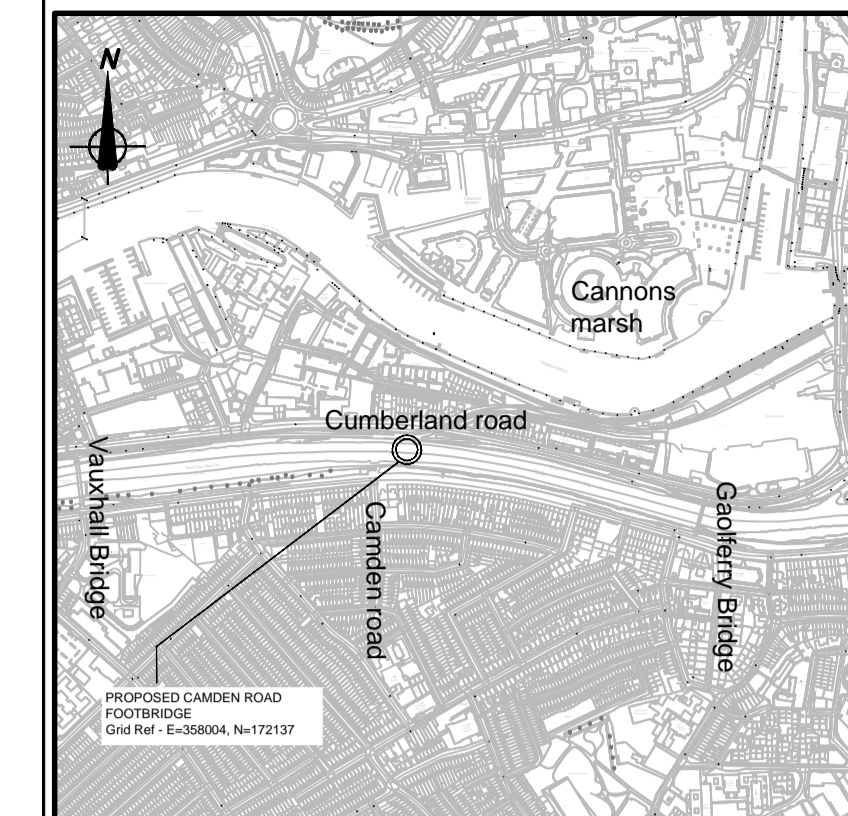 N
Cannons
marsh
Cumberland road
Vauxhall Bridge
Camden road
Gaolferry Bridge
PROPOSED CAMDEN ROAD
FOOTBRIDGE
Grid Ref - E=358004, N=172137